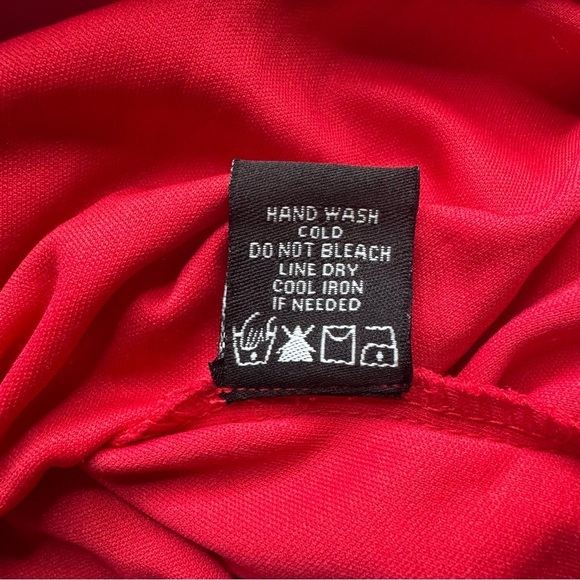 HAND WASH
COLD
DO NOT BLEACH
LINE DRY
COOL IRON
IF NEEDED